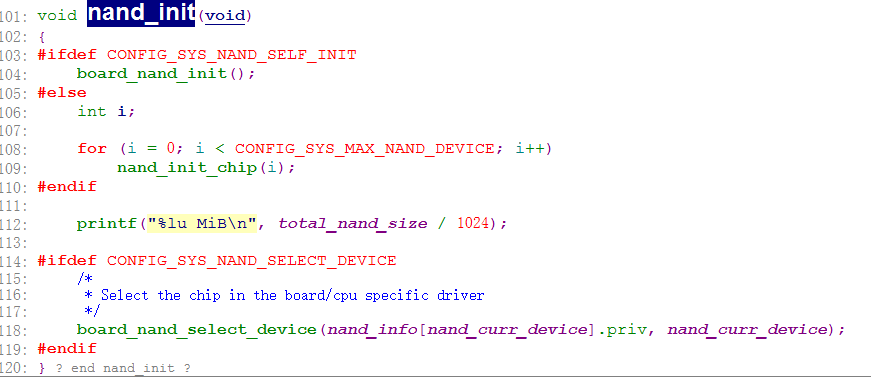 101: void nand_init(void)
102: {
103: #ifdef CONFIG_SYS_NAND_SELF_INIT
104:     board_nand_init();
105: #else
106:     int i;
107:
108:     for (i = 0; i < CONFIG_SYS_MAX_NAND_DEVICE; i++)
109:         nand_init_chip(i);
110: #endif
111:
112:     printf("%lu MiB\n", total_nand_size / 1024);
113:
114: #ifdef CONFIG_SYS_NAND_SELECT_DEVICE
115:     /*
116:      * Select the chip in the board/cpu specific driver
117:      */
118:     board_nand_select_device(nand_info[nand_curr_device].priv, nand_curr_device);
119: #endif
120: } ? end nand_init ?